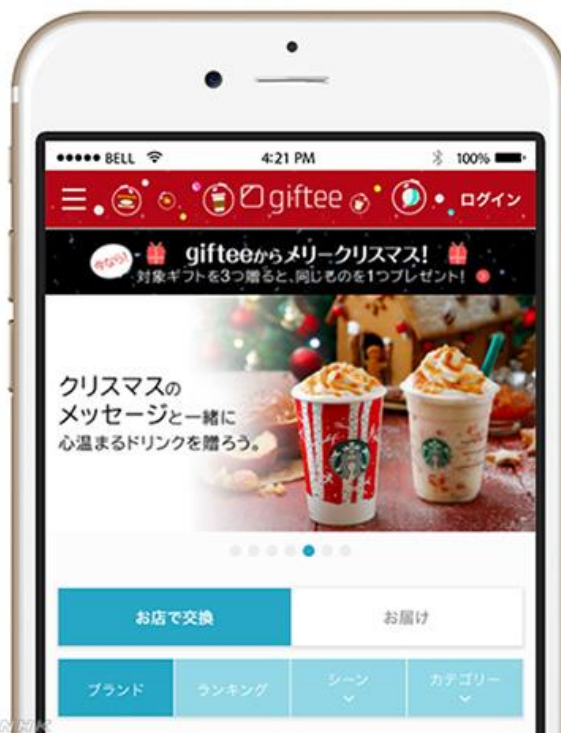 BELL 4:21 PM 100%
giftee ログイン
今なら! gifteeからメリークリスマス!
対象ギフトを3つ贈ると、同じものを1つプレゼント!
クリスマスの
メッセージと一緒に
心温まるドリンクを贈ろう。
お店で交換 お届け
ブランド ランキング シーン カテゴリー
NHK